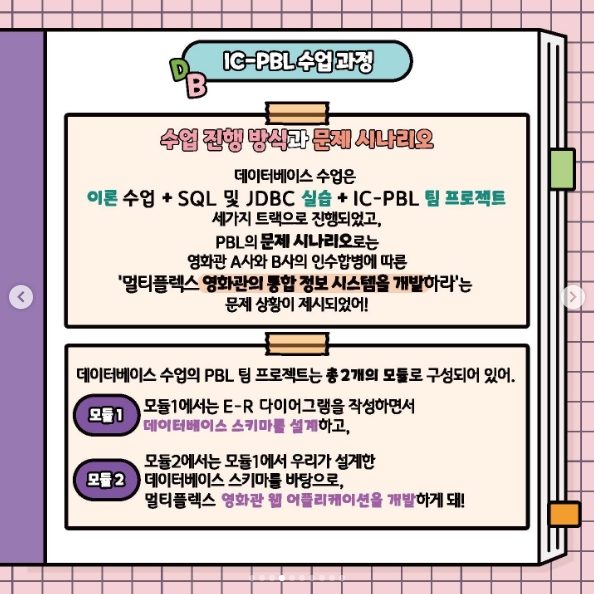 DB
IC-PBL 수업 과정
수업 진행 방식과 문제 시나리오
데이터베이스 수업은
이론 수업 + SQL 및 JDBC 실습 + IC-PBL 팀 프로젝트
세가지 트랙으로 진행되었고,
PBL의 문제 시나리오로는
영화관 A사와 B사의 인수합병에 따른
'멀티플렉스 영화관의 통합 정보 시스템을 개발하라'는
문제 상황이 제시되었어!
데이터베이스 수업의 PBL 팀 프로젝트는 총 2개의 모듈로 구성되어 있어.
모듈 1
모듈1에서는 E-R 다이어그램을 작성하면서
데이터베이스 스키마를 설계하고,
모듈 2
모듈2에서는 모듈1에서 우리가 설계한
데이터베이스 스키마를 바탕으로,
멀티플렉스 영화관 웹 어플리케이션을 개발하게 돼!